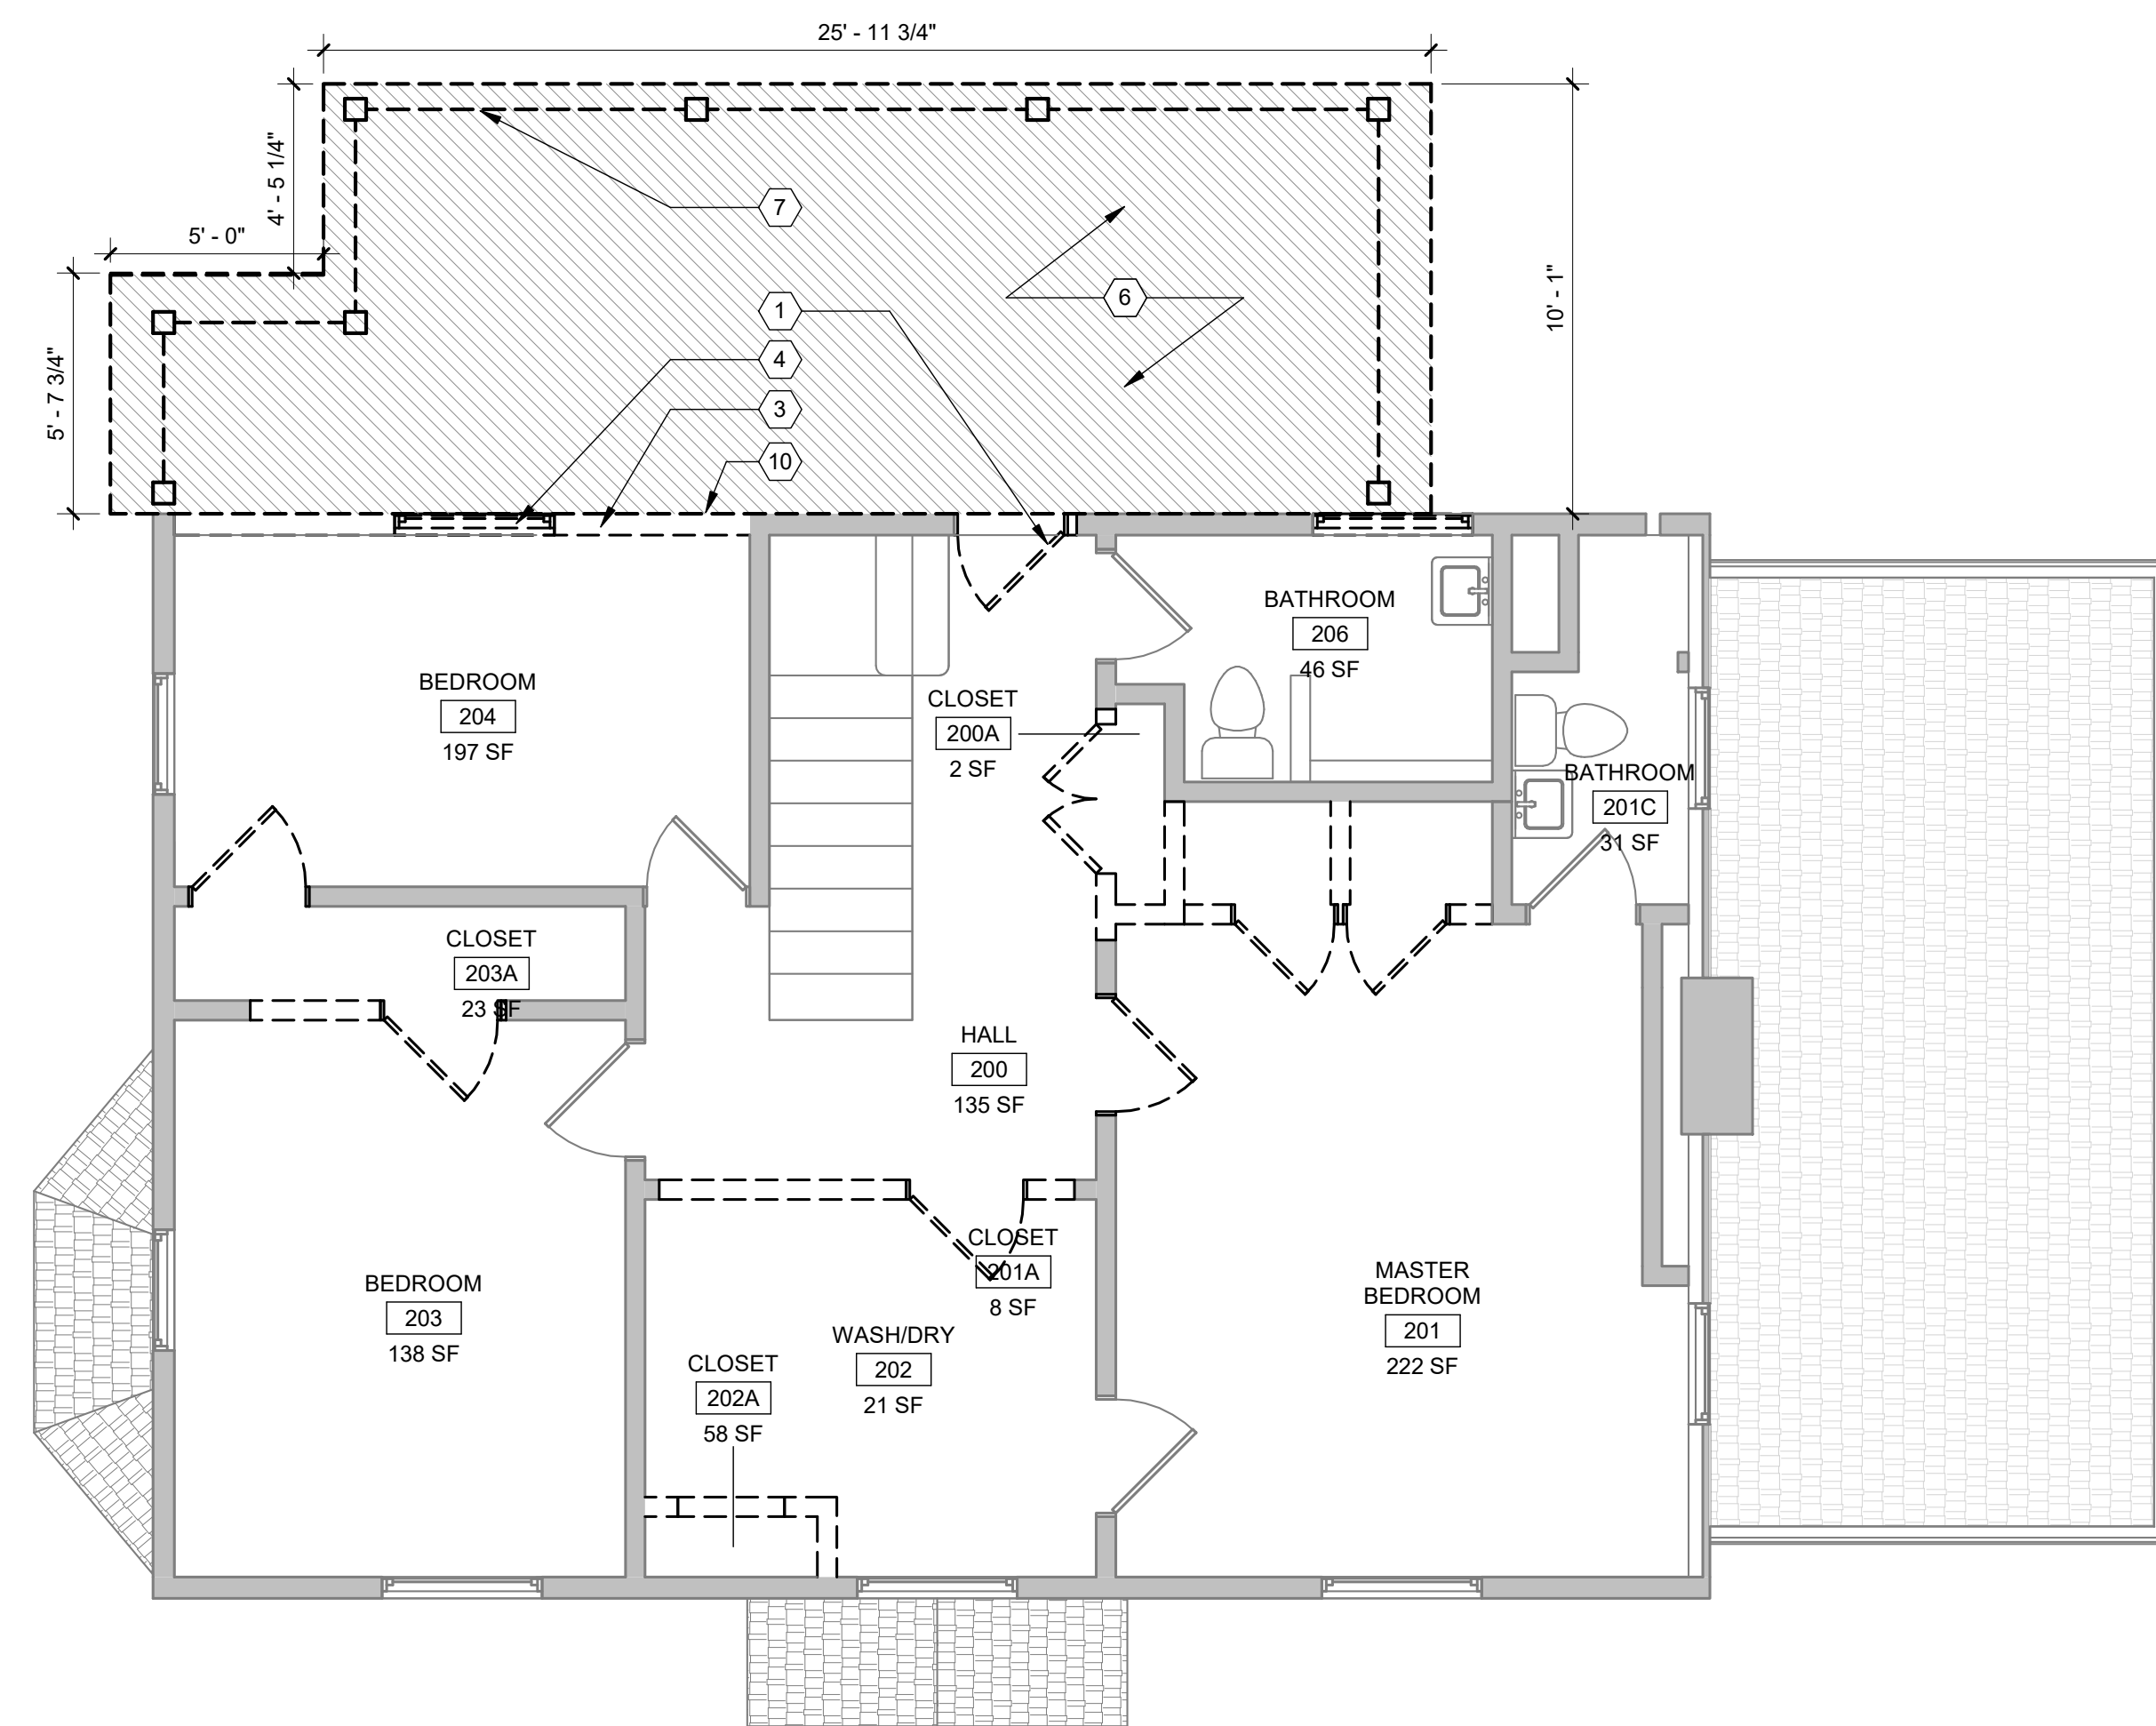 25' - 11 3/4"
4' - 5 1/4"
5' - 0"
10' - 1"
5' - 7 3/4"
7
6
1
4
3
10
BEDROOM
204
197 SF
BATHROOM
206
46 SF
CLOSET
200A
2 SF
BATHROOM
201C
31 SF
CLOSET
203A
23 SF
HALL
200
135 SF
CLOSET
201A
8 SF
BEDROOM
203
138 SF
WASH/DRY
202
21 SF
CLOSET
202A
58 SF
MASTER
BEDROOM
201
222 SF